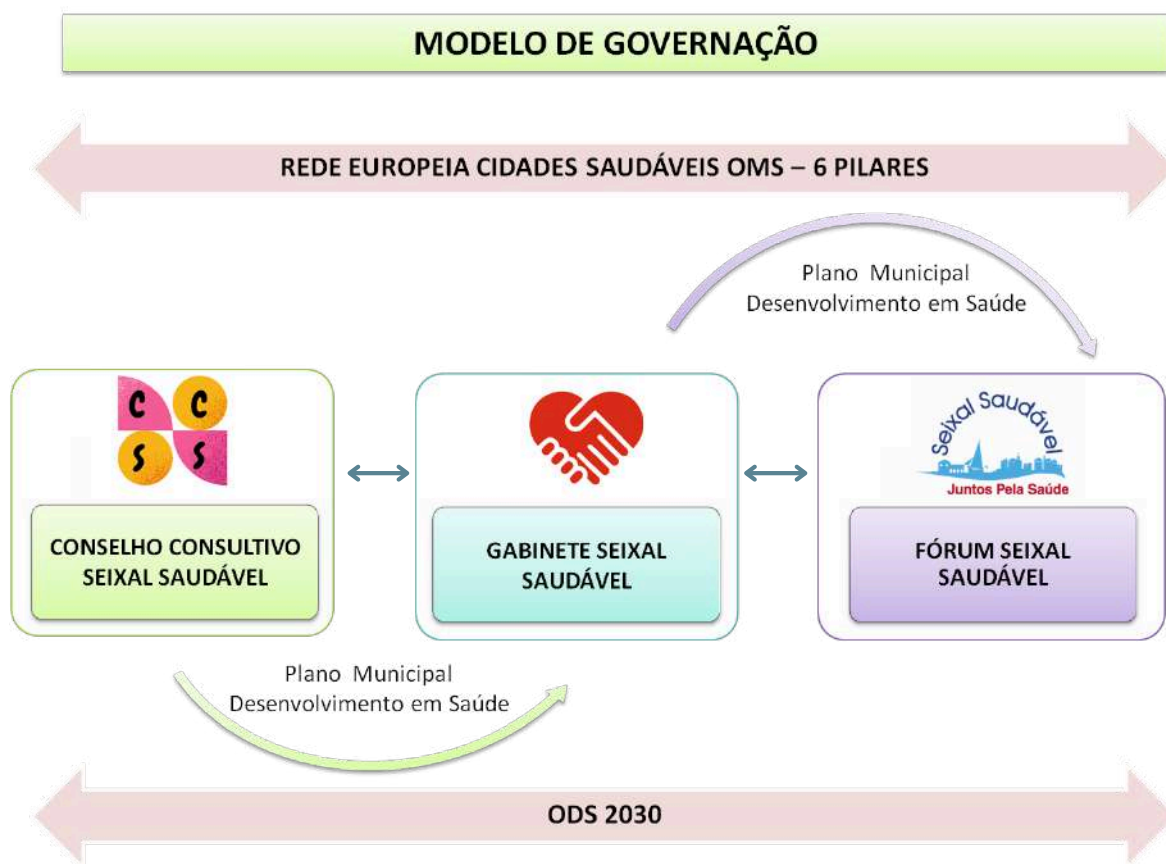 MODELO DE GOVERNAÇÃO
REDE EUROPEIA CIDADES SAUDÁVEIS OMS – 6 PILARES
Plano Municipal
Desenvolvimento em Saúde
C C
S S
CONSELHO CONSULTIVO
SEIXAL SAUDÁVEL
GABINETE SEIXAL
SAUDÁVEL
Seixal Saudável
Juntos Pela Saúde
FÓRUM SEIXAL
SAUDÁVEL
Plano Municipal
Desenvolvimento em Saúde
ODS 2030